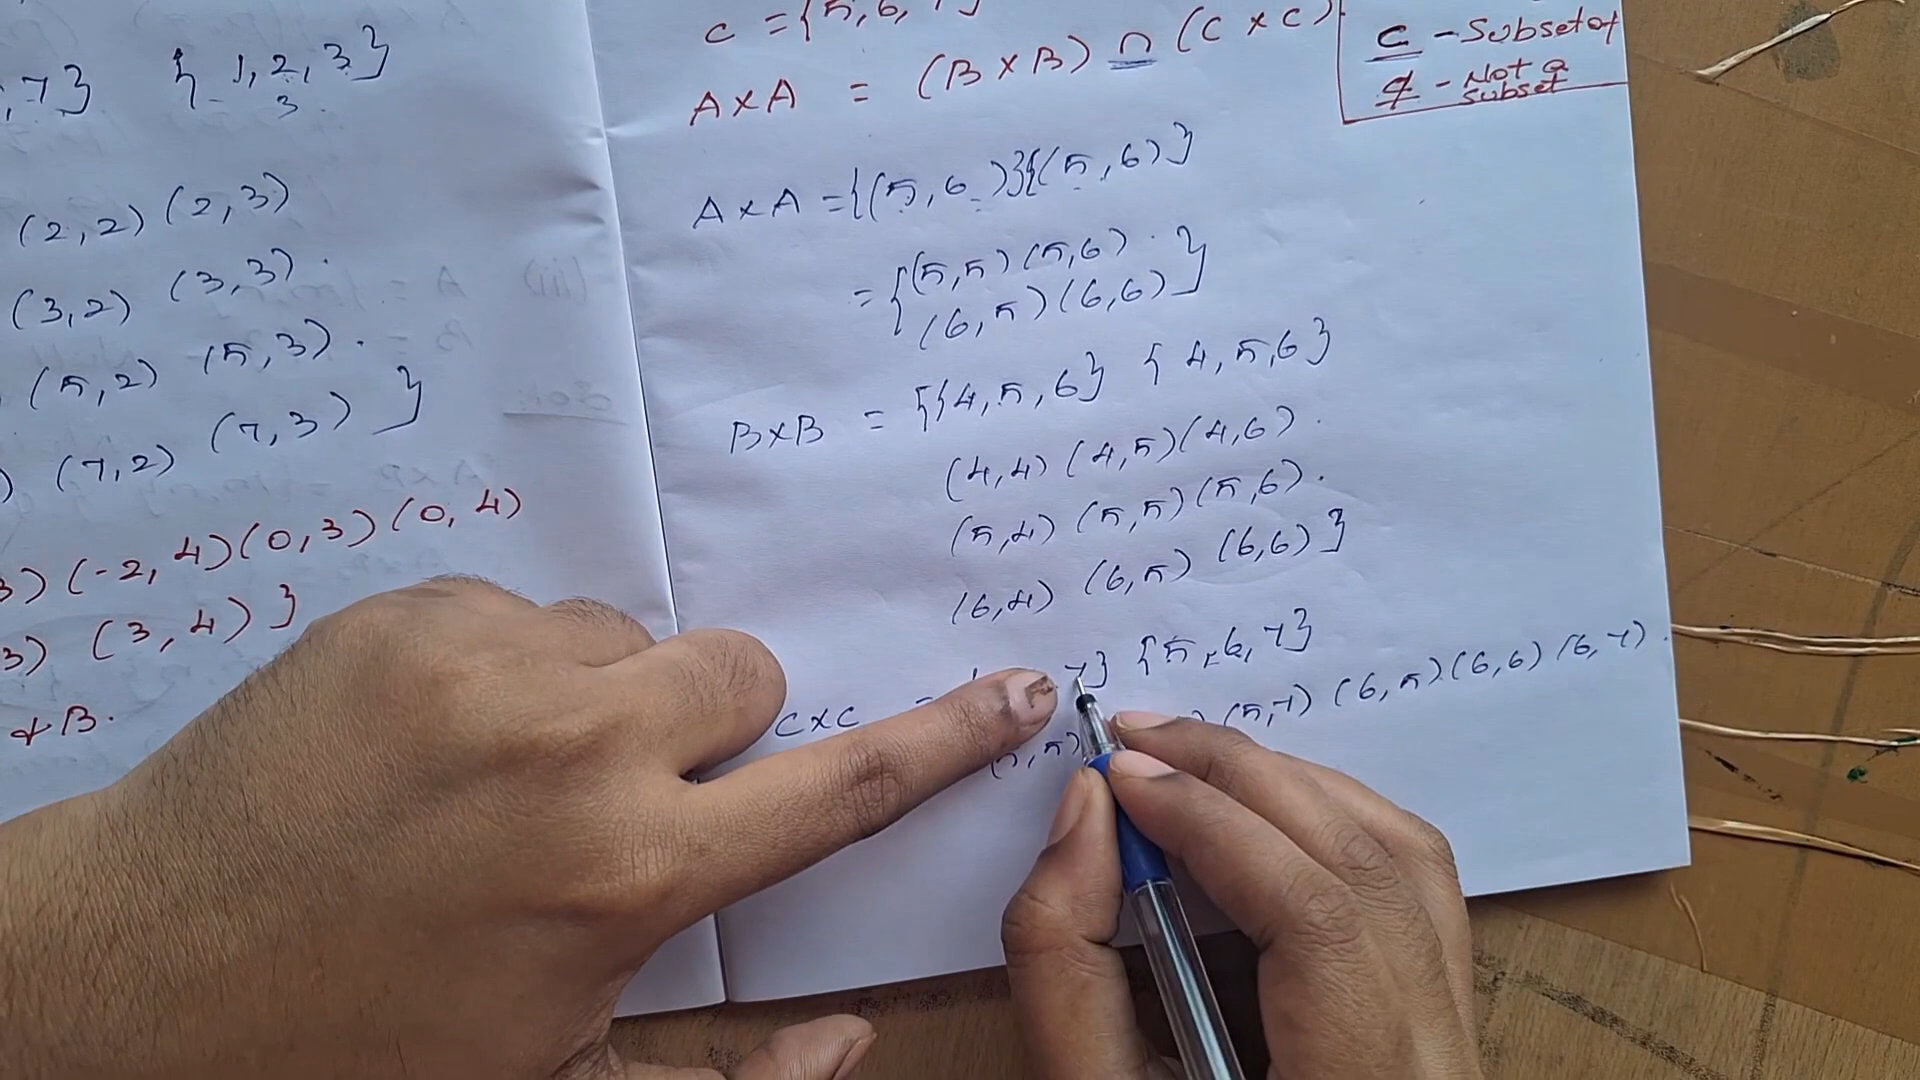 ,7} {1,2,3}
3
(2,2) (2,3)
(3,2) (3,3).
(5,2) (5,3).
) (7,2) (7,3) }
3) (-2,4)(0,3)(0,4)
3) (3,4) }
B.
C = {5,6,
A×A = (B×B) ∩ (C×C)
⊂ - Subset of
⊄ - Not a
subset
A×A = {(5,6)}{(5,6)}
= {(5,5)(5,6)
(6,5)(6,6)}
B×B = {{4,5,6} {4,5,6}
(4,4) (4,5)(4,6).
(5,4) (5,5)(5,6).
(6,4) (6,5) (6,6)}
C×C = 7} {5,6,7}
(5,5) ) (5,7) (6,5)(6,6)(6,7).